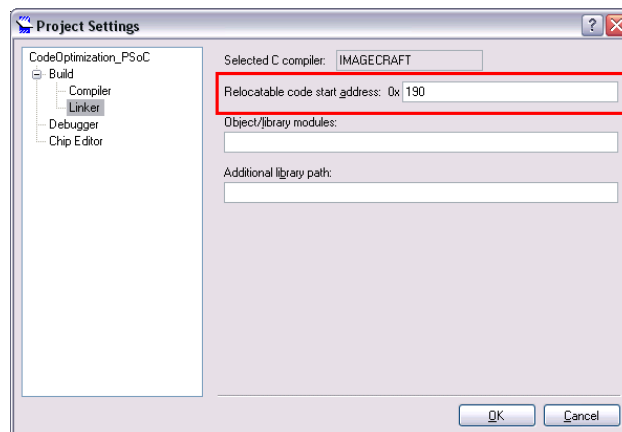 Project Settings
CodeOptimization_PSoC
Build
Compiler
Linker
Debugger
Chip Editor
Selected C compiler: IMAGECRAFT
Relocatable code start address: 0x 190
Object/library modules:
Additional library path:
OK Cancel